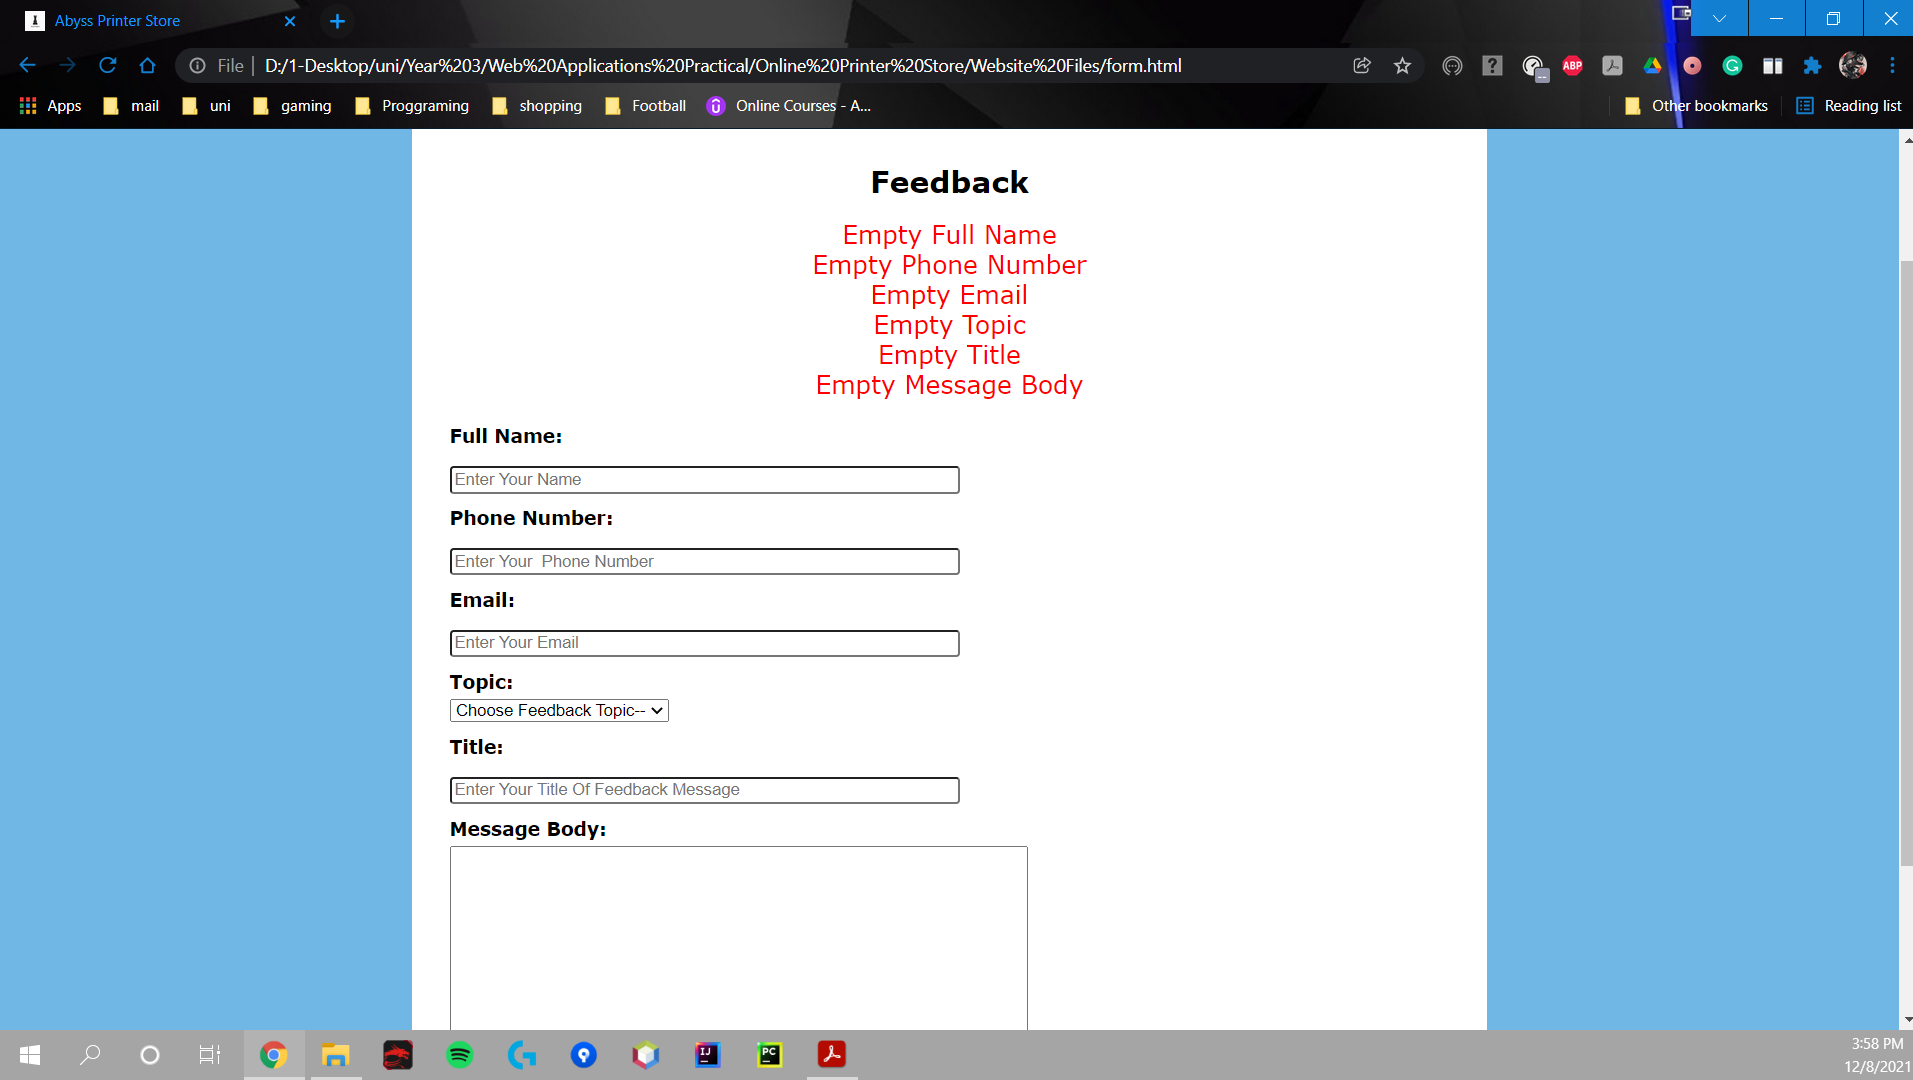 Abyss Printer Store
File
D:/1-Desktop/uni/Year%203/Web%20Applications%20Practical/Online%20Printer%20Store/Website%20Files/form.html
?
ABP
G
Apps
mail
uni
gaming
Proggraming
shopping
Football
Online Courses - A...
Other bookmarks
Reading list
Feedback
Empty Full Name
Empty Phone Number
Empty Email
Empty Topic
Empty Title
Empty Message Body
Full Name:
Enter Your Name
Phone Number:
Enter Your  Phone Number
Email:
Enter Your Email
Topic:
Choose Feedback Topic--
Title:
Enter Your Title Of Feedback Message
Message Body:
IJ
PC
3:58 PM
12/8/2021